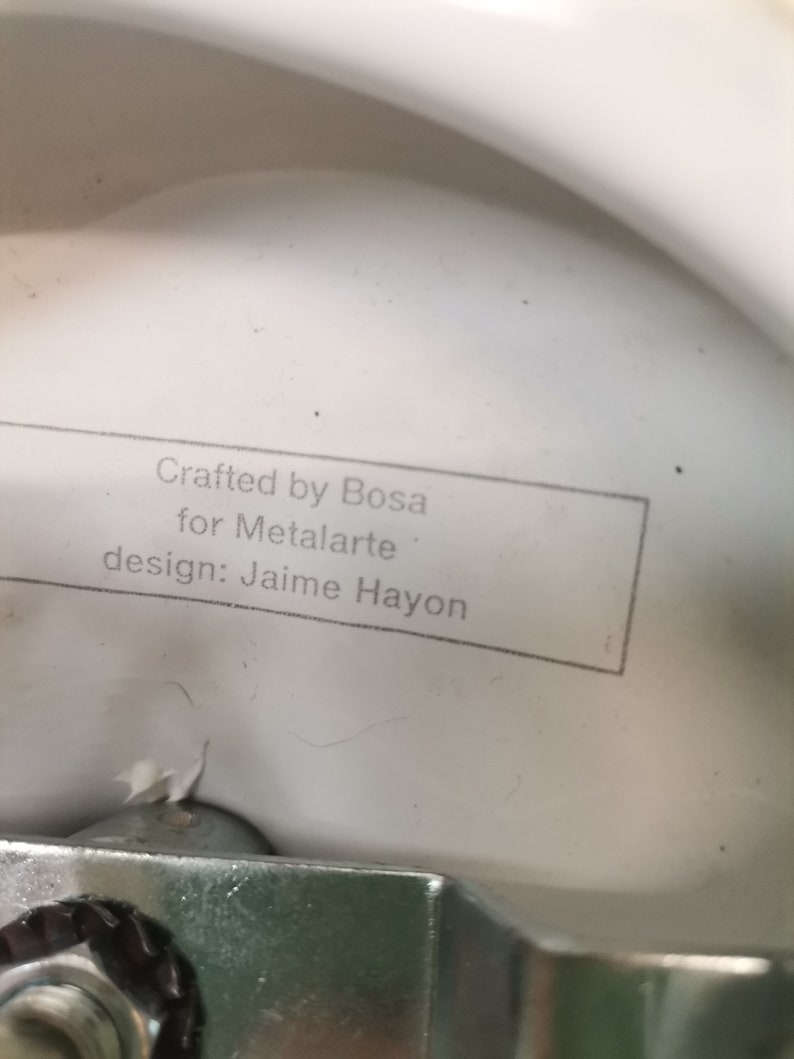 Crafted by Bosa
for Metalarte
design: Jaime Hayon